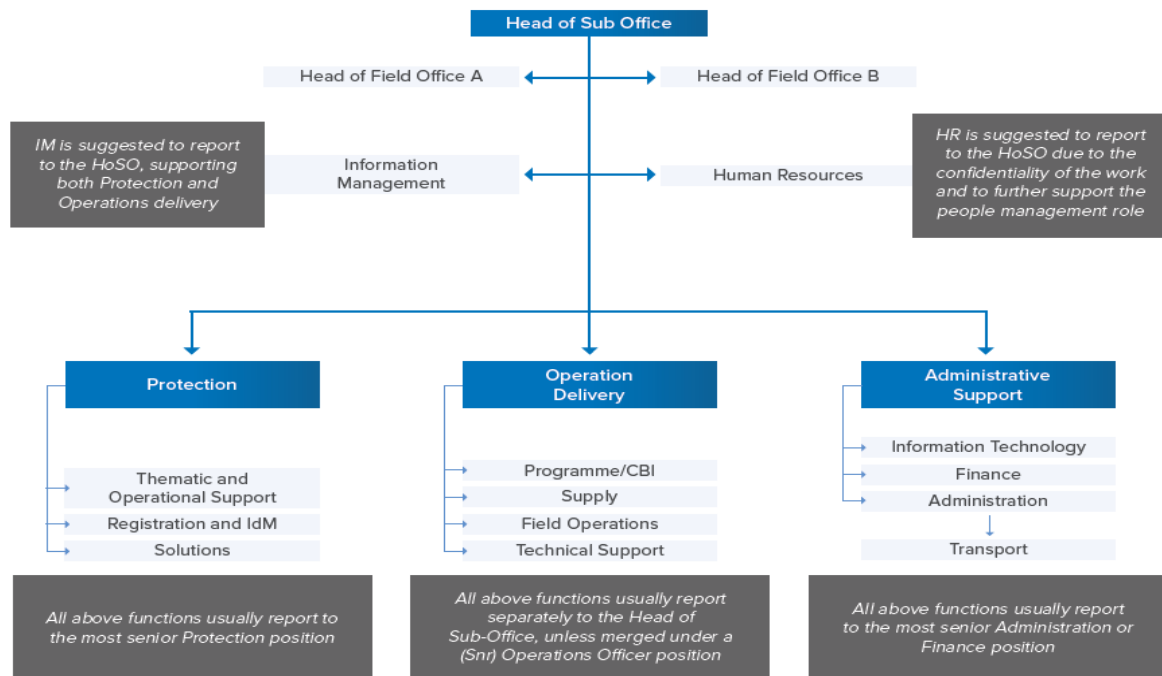 Head of Sub Office
Head of Field Office A
Head of Field Office B
IM is suggested to report
to the HoSO, supporting
both Protection and
Operations delivery
Information
Management
Human Resources
HR is suggested to report
to the HoSO due to the
confidentiality of the work
and to further support the
people management role
Protection
Thematic and
Operational Support
Registration and IdM
Solutions
All above functions usually report to
the most senior Protection position
Operation
Delivery
Programme/CBI
Supply
Field Operations
Technical Support
All above functions usually report
separately to the Head of
Sub-Office, unless merged under a
(Snr) Operations Officer position
Administrative
Support
Information Technology
Finance
Administration
Transport
All above functions usually report
to the most senior Administration or
Finance position